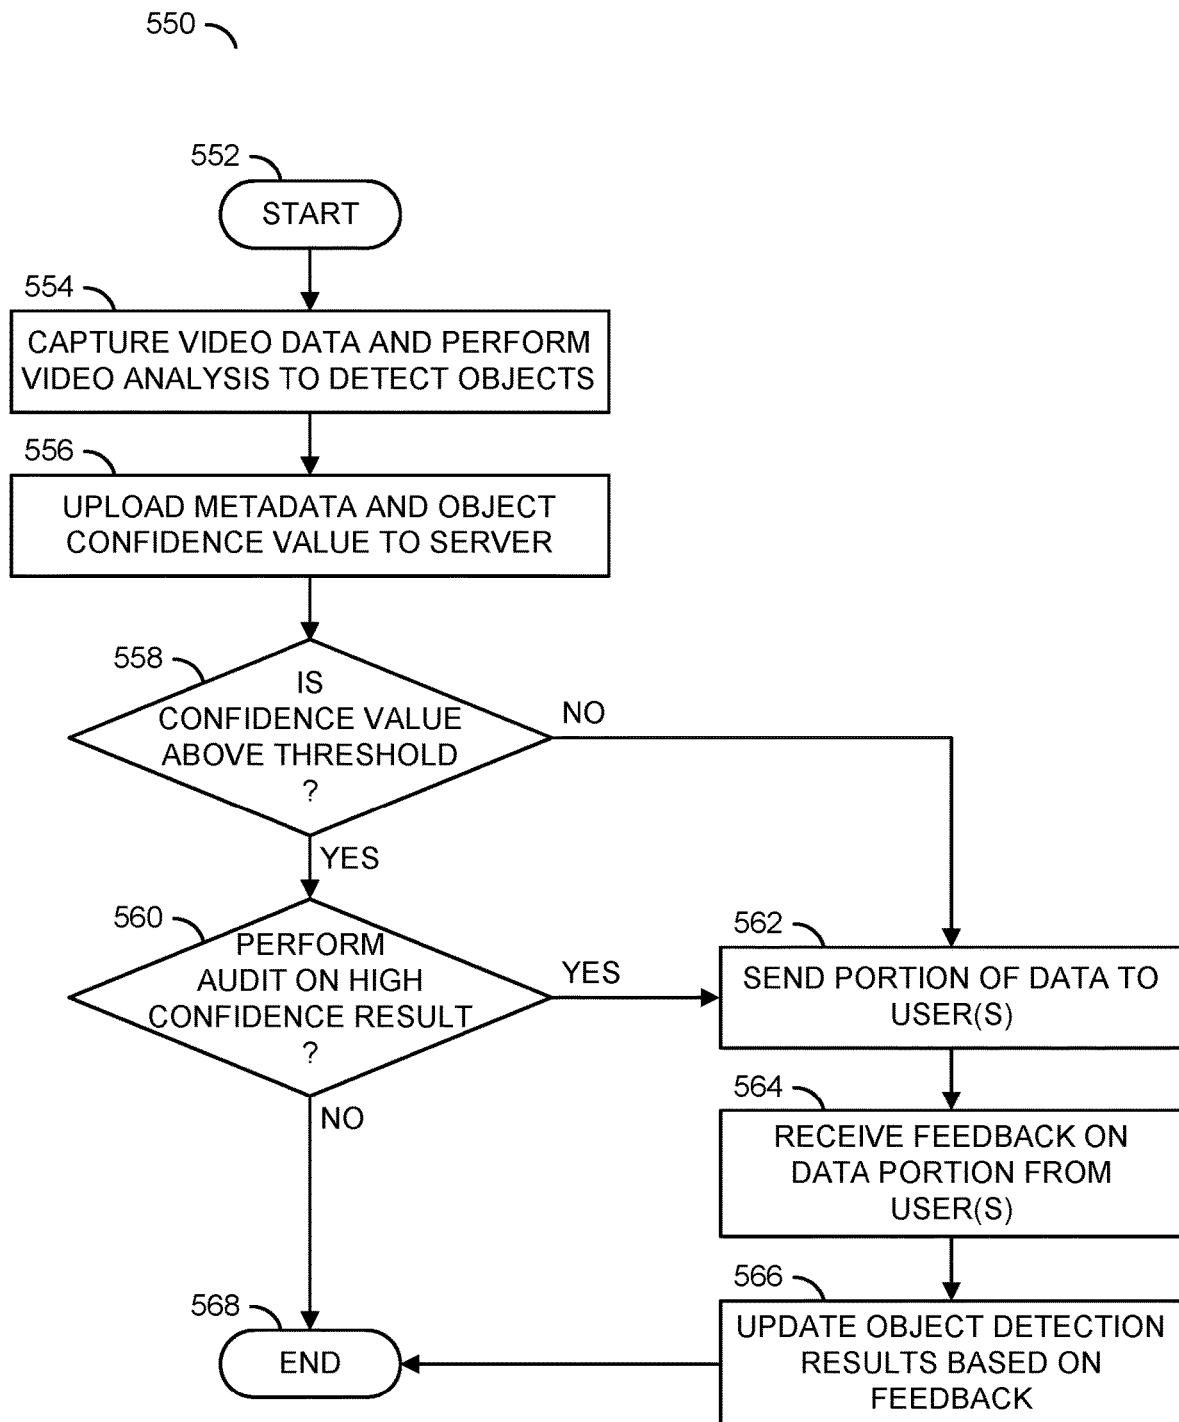 550
552
START
554
CAPTURE VIDEO DATA AND PERFORM
VIDEO ANALYSIS TO DETECT OBJECTS
556
UPLOAD METADATA AND OBJECT
CONFIDENCE VALUE TO SERVER
558
IS
CONFIDENCE VALUE
ABOVE THRESHOLD
?
NO
YES
560
PERFORM
AUDIT ON HIGH
CONFIDENCE RESULT
?
YES
NO
562
SEND PORTION OF DATA TO
USER(S)
564
RECEIVE FEEDBACK ON
DATA PORTION FROM
USER(S)
566
UPDATE OBJECT DETECTION
RESULTS BASED ON
FEEDBACK
568
END